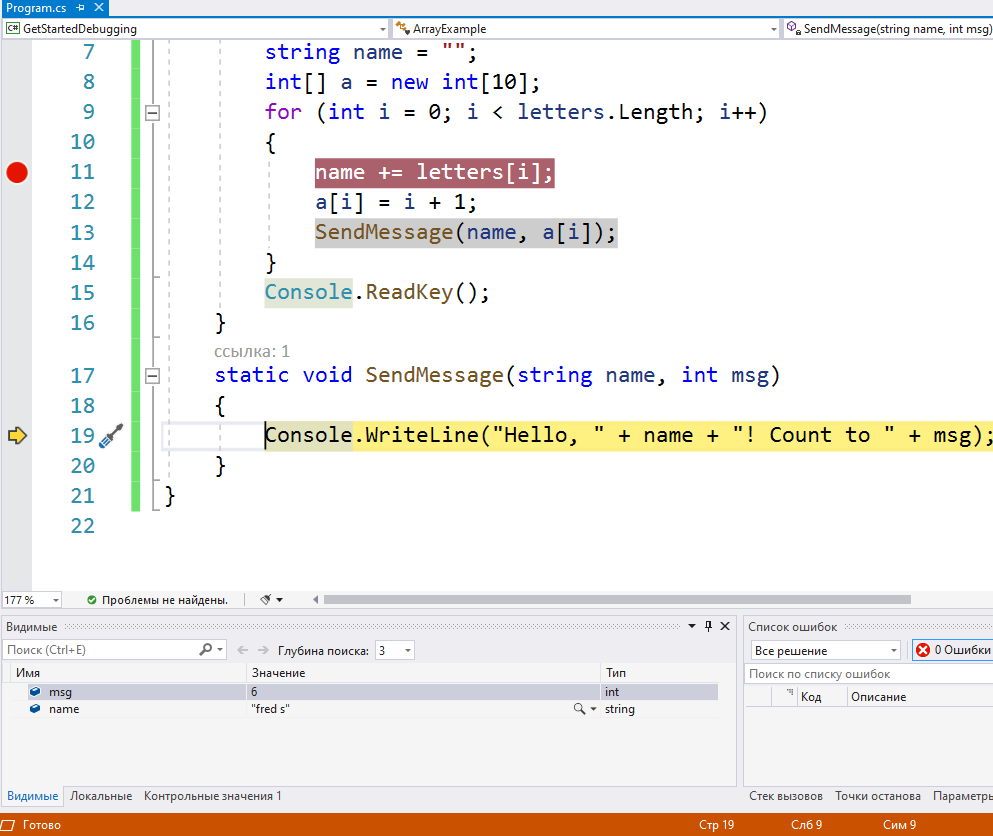 Program.cs
C# GetStartedDebugging ArrayExample SendMessage(string name, int msg)
7 string name = "";
8 int[] a = new int[10];
9 for (int i = 0; i < letters.Length; i++)
10 {
11 name += letters[i];
12 a[i] = i + 1;
13 SendMessage(name, a[i]);
14 }
15 Console.ReadKey();
16 }
ссылка: 1
17 static void SendMessage(string name, int msg)
18 {
19 Console.WriteLine("Hello, " + name + "! Count to " + msg);
20 }
21 }
22
177 % Проблемы не найдены.
Видимые
Поиск (Ctrl+E) Глубина поиска: 3
Имя Значение Тип
msg 6 int
name "fred s" string
Видимые Локальные Контрольные значения 1
Список ошибок
Все решение 0 Ошибки
Поиск по списку ошибок
Код Описание
Стек вызовов Точки останова Параметры
Готово Стр 19 Слб 9 Сим 9